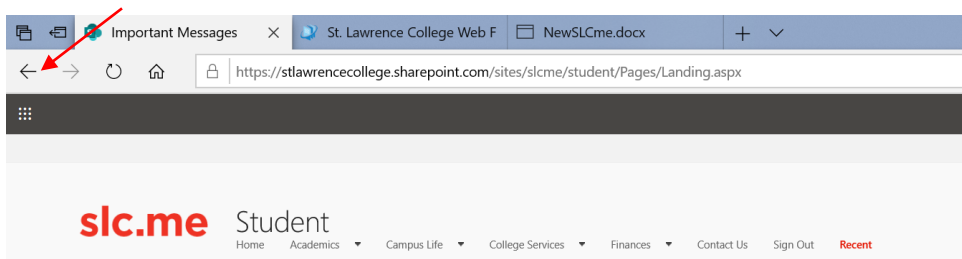 Important Messages St. Lawrence College Web F NewSLCme.docx
https://stlawrencecollege.sharepoint.com/sites/slcme/student/Pages/Landing.aspx
slc.me Student
Home Academics Campus Life College Services Finances Contact Us Sign Out Recent